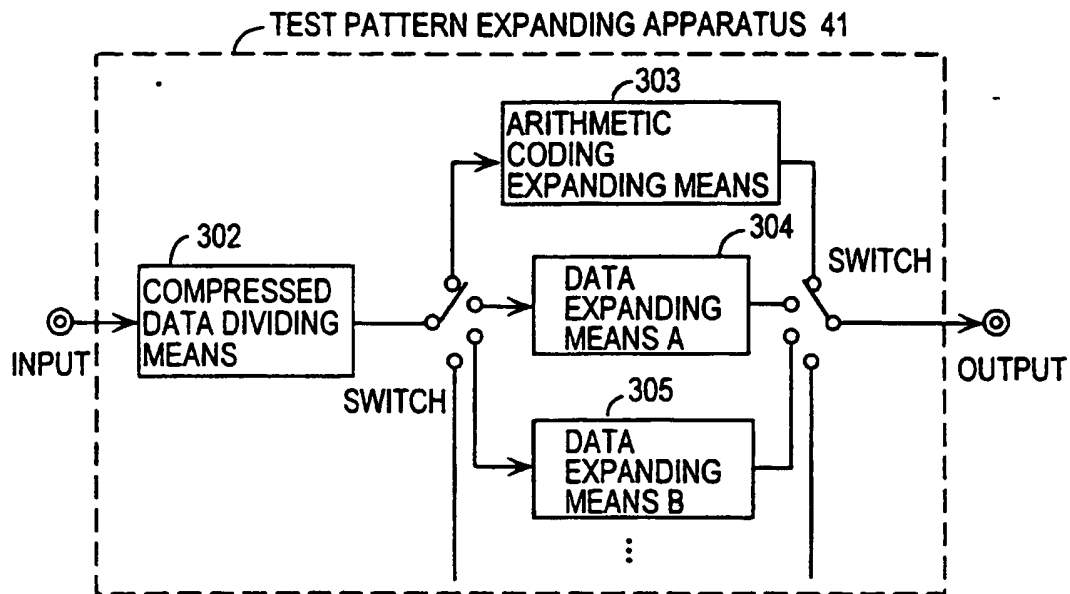 TEST PATTERN EXPANDING APPARATUS 41
303
ARITHMETIC
CODING
EXPANDING MEANS
302
COMPRESSED
DATA DIVIDING
MEANS
304
DATA
EXPANDING
MEANS A
SWITCH
INPUT
OUTPUT
SWITCH
305
DATA
EXPANDING
MEANS B